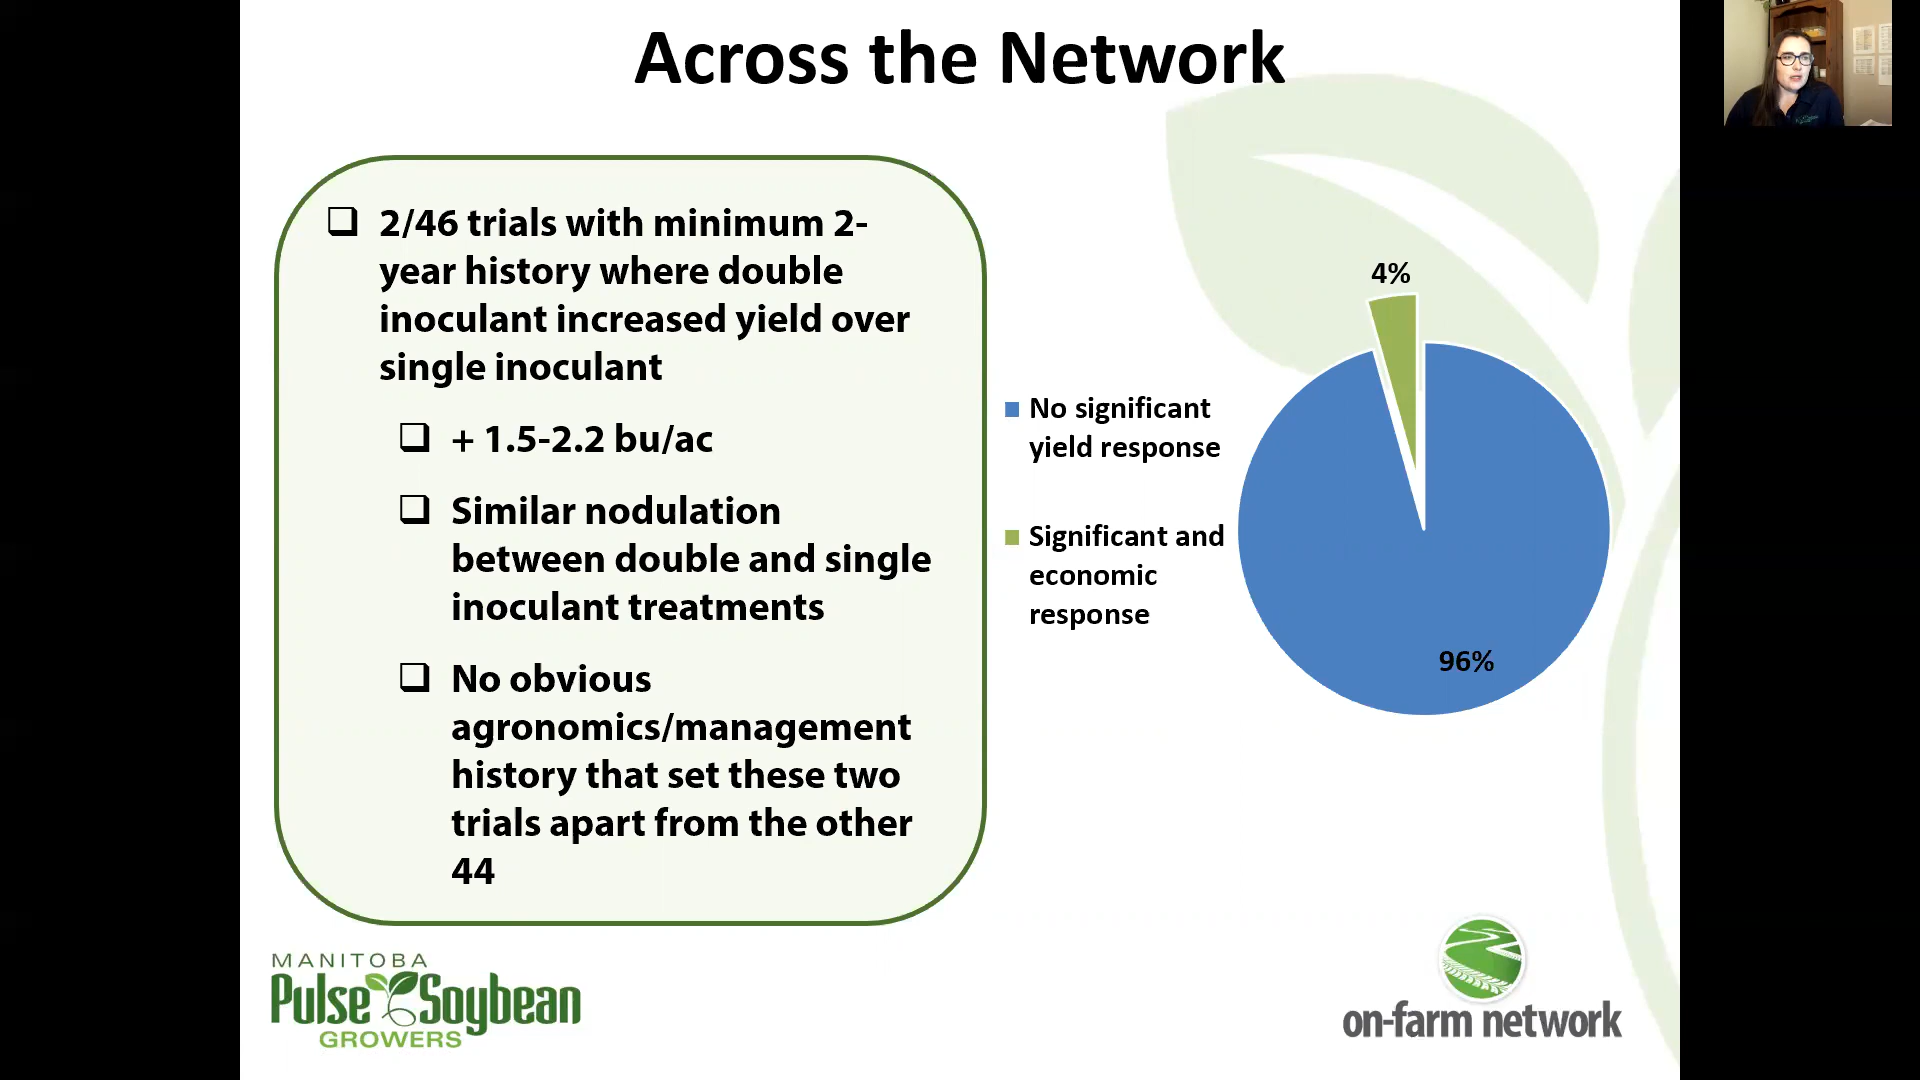 Across the Network
2/46 trials with minimum 2-
year history where double
inoculant increased yield over
single inoculant
+ 1.5-2.2 bu/ac
Similar nodulation
between double and single
inoculant treatments
No obvious
agronomics/management
history that set these two
trials apart from the other
44
No significant
yield response
Significant and
economic
response
4%
96%
MANITOBA
Pulse Soybean
GROWERS
on-farm network